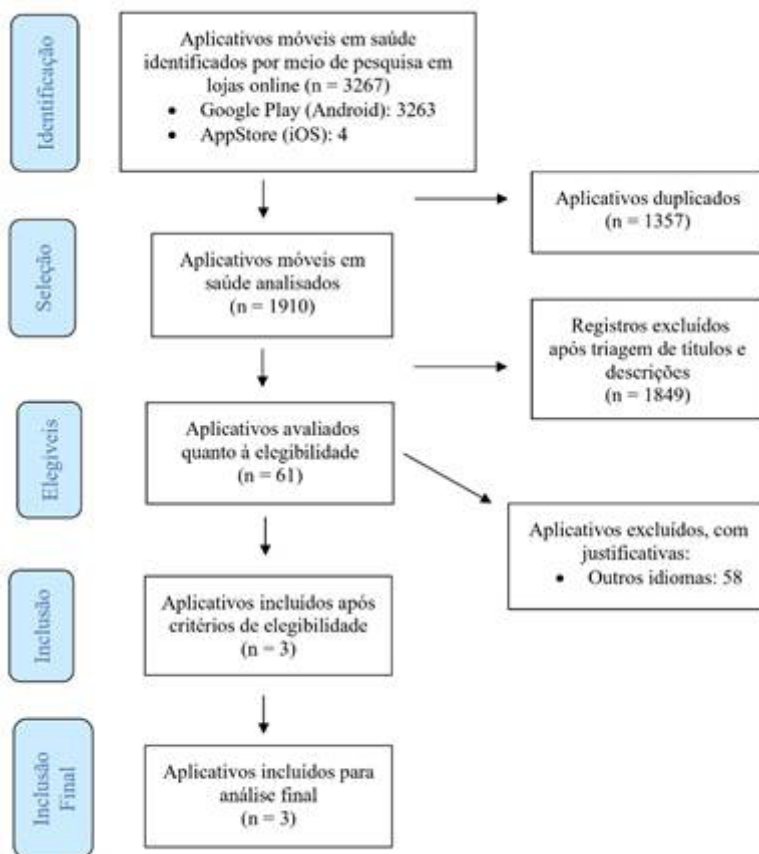 Identificação
Aplicativos móveis em saúde
identificados por meio de pesquisa em
lojas online (n = 3267)
• Google Play (Android): 3263
• AppStore (iOS): 4
Aplicativos duplicados
(n = 1357)
Seleção
Aplicativos móveis em
saúde analisados
(n = 1910)
Registros excluídos
após triagem de títulos e
descrições
(n = 1849)
Elegíveis
Aplicativos avaliados
quanto à elegibilidade
(n = 61)
Aplicativos excluídos, com
justificativas:
• Outros idiomas: 58
Inclusão
Aplicativos incluídos após
critérios de elegibilidade
(n = 3)
Inclusão
Final
Aplicativos incluídos para
análise final
(n = 3)